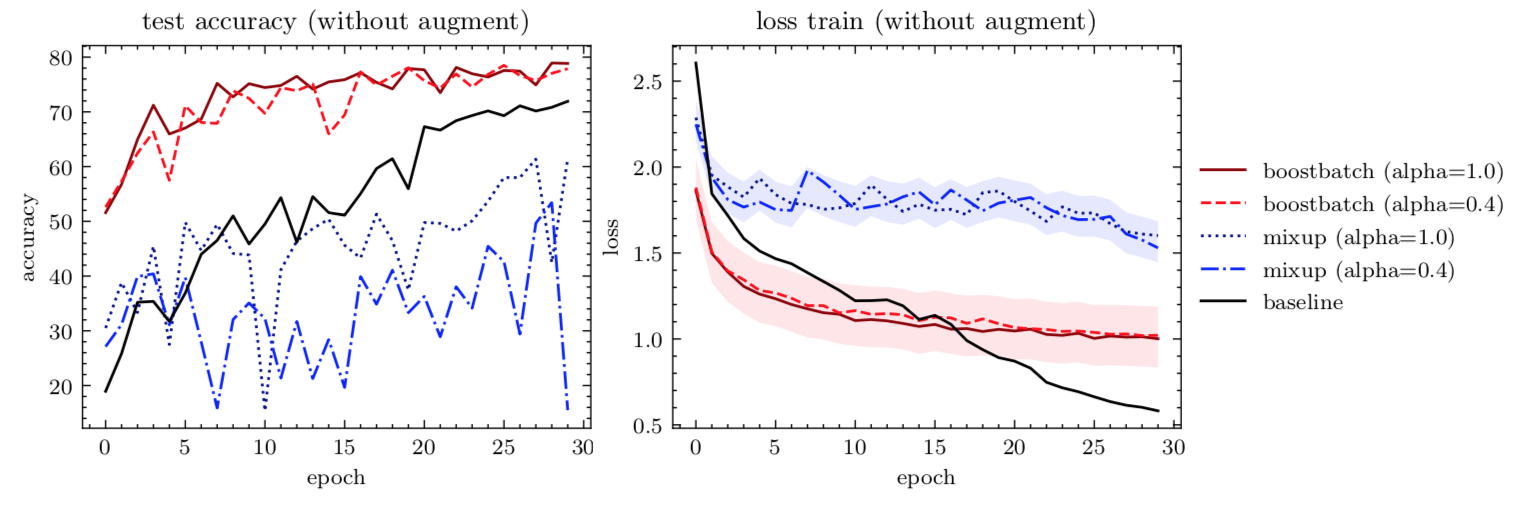 test accuracy (without augment)
accuracy
80
70
60
50
40
30
20
0 5 10 15 20 25 30
epoch
loss train (without augment)
loss
2.5
2.0
1.5
1.0
0.5
0 5 10 15 20 25 30
epoch
boostbatch (alpha=1.0)
boostbatch (alpha=0.4)
mixup (alpha=1.0)
mixup (alpha=0.4)
baseline